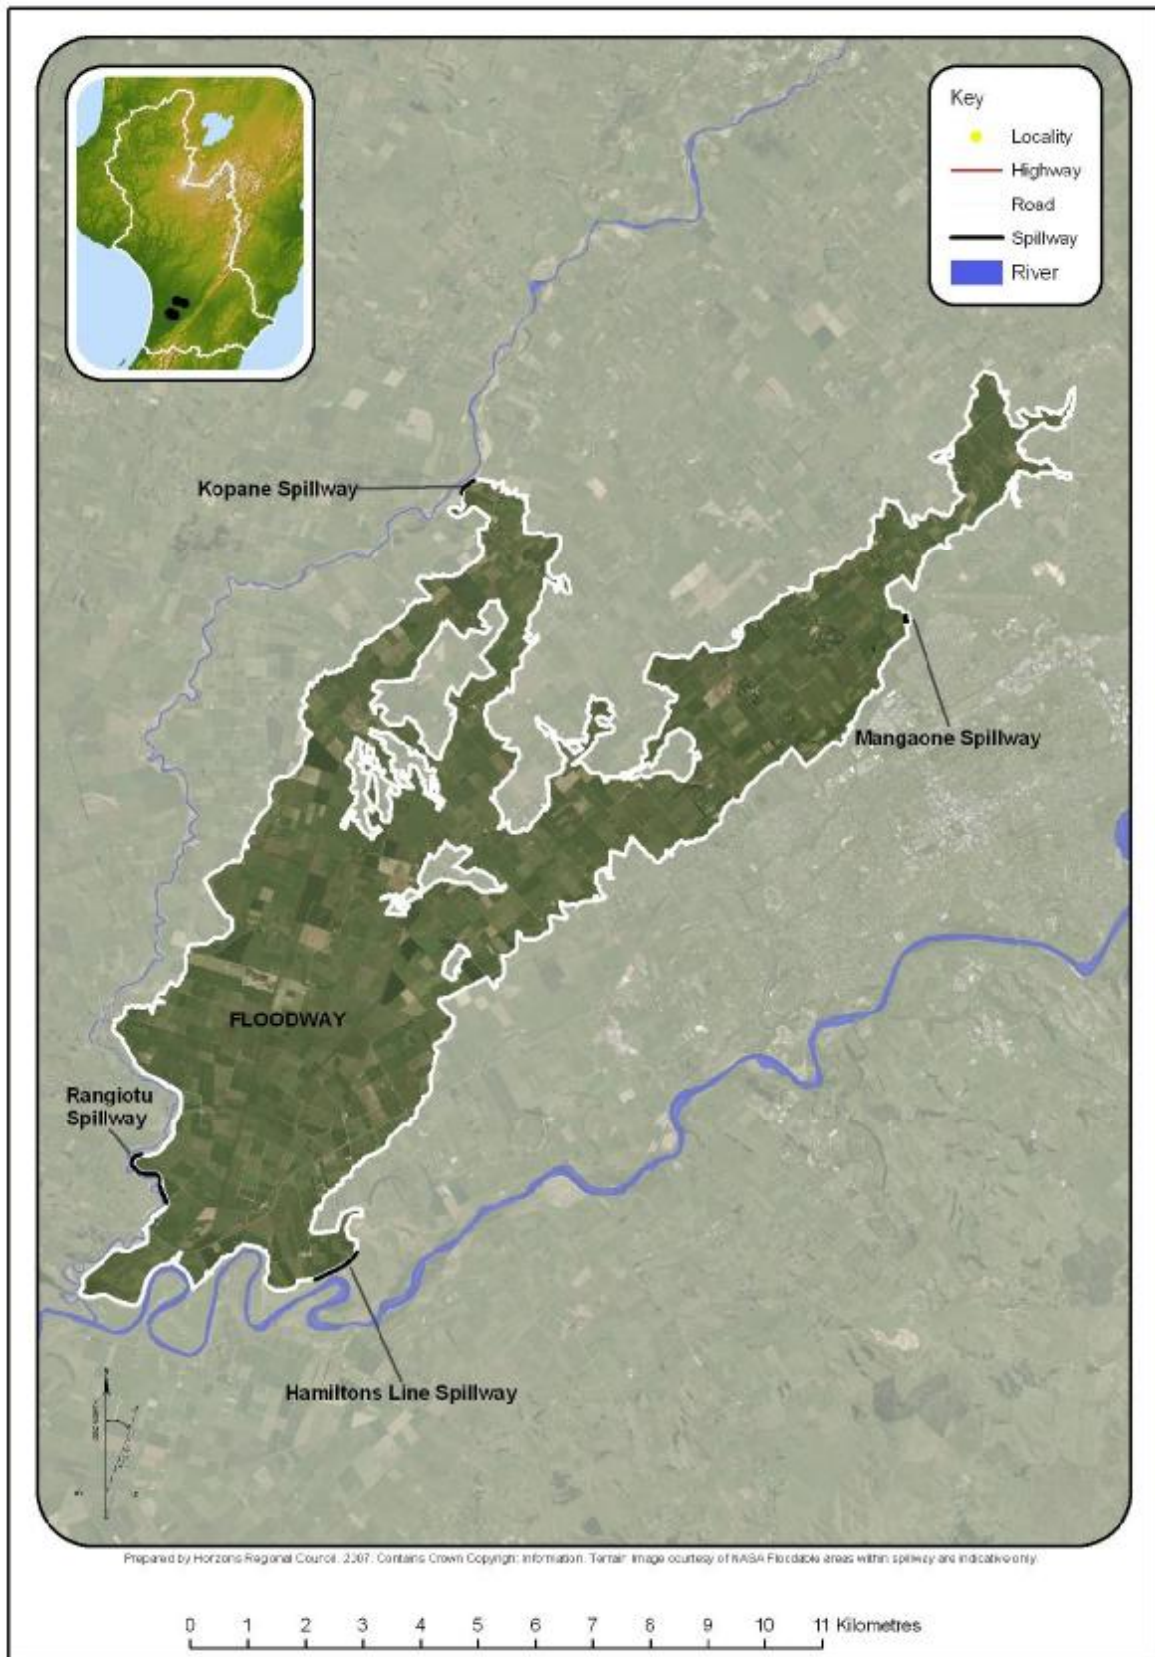 Key
Locality
Highway
Road
Spillway
River
Kopane Spillway
Mangaone Spillway
FLOODWAY
Rangiotu
Spillway
Hamiltons Line Spillway
Prepared by Horizons Regional Council, 2007. Contains Crown Copyright Information. Terrain Image courtesy of NASA Floodable areas within spillway are indicative only.
0 1 2 3 4 5 6 7 8 9 10 11 Kilometres